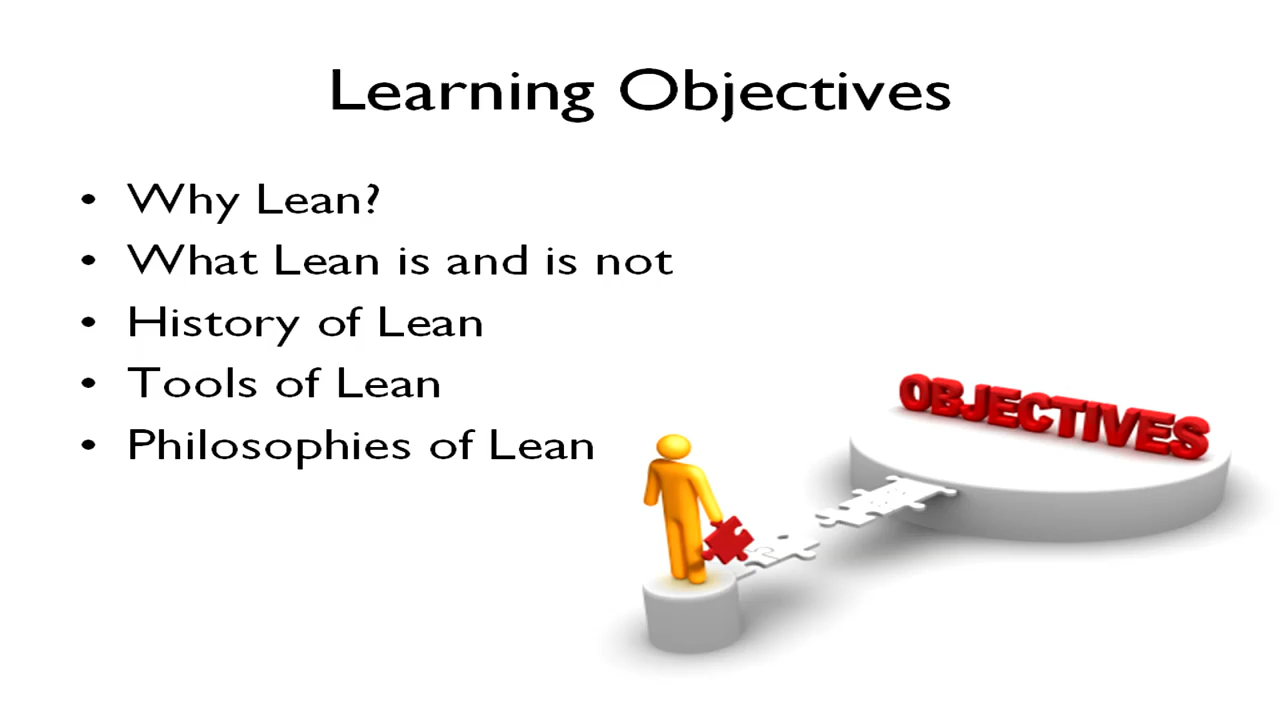 Learning Objectives
• Why Lean?
• What Lean is and is not
• History of Lean
• Tools of Lean
• Philosophies of Lean
OBJECTIVES